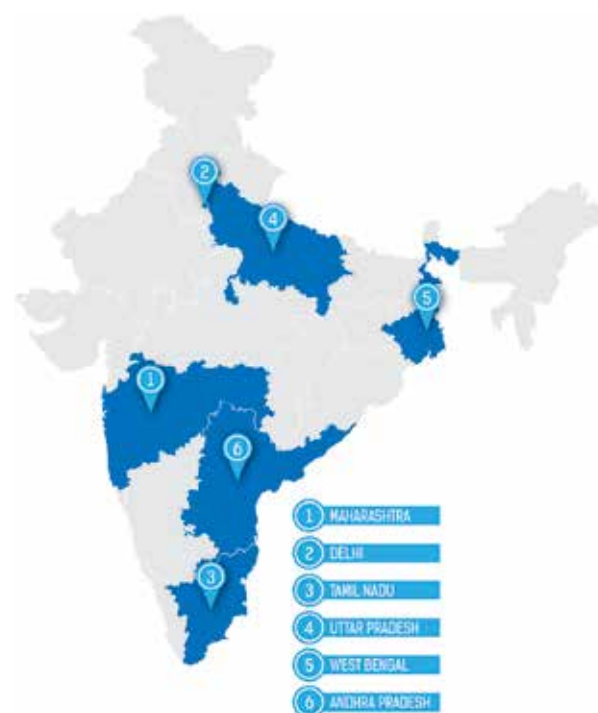 2
4
5
1
6
3
1 MAHARASHTRA
2 DELHI
3 TAMIL NADU
4 UTTAR PRADESH
5 WEST BENGAL
6 ANDHRA PRADESH